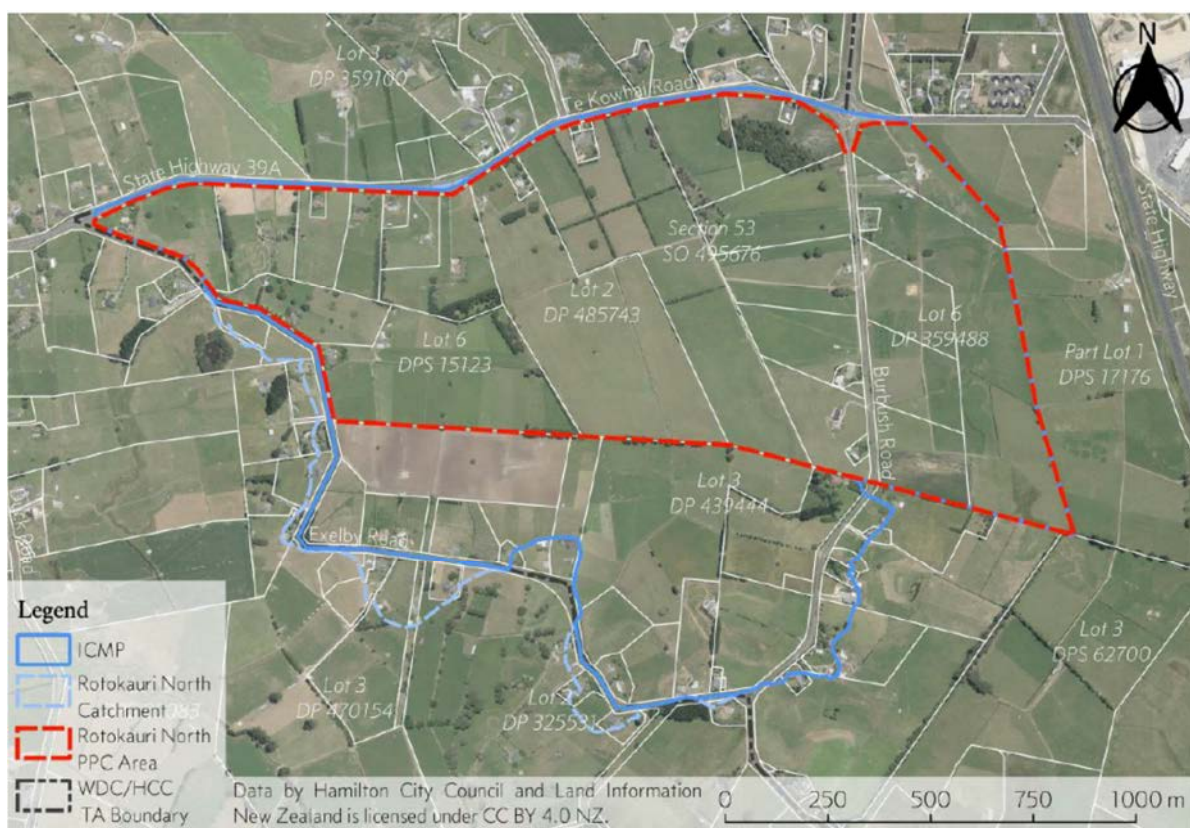 N
Lot 3
DP 359100
Te Kowhai Road
State Highway 39A
State Highway
Section 53
SO 495676
Lot 2
DP 485743
Lot 6
DPS 15123
Lot 6
DP 359488
Part Lot 1
DPS 17176
Burbush Road
Lot 3
DP 439444
Exelby Road
Road
Lot 3
DPS 62700
Lot 3
DP 470154
Lot
DP 325531
Legend
ICMP
Rotokauri North
Catchment
Rotokauri North
PPC Area
WDC/HCC
TA Boundary
Data by Hamilton City Council and Land Information
New Zealand is licensed under CC BY 4.0 NZ.
0 250 500 750 1000 m